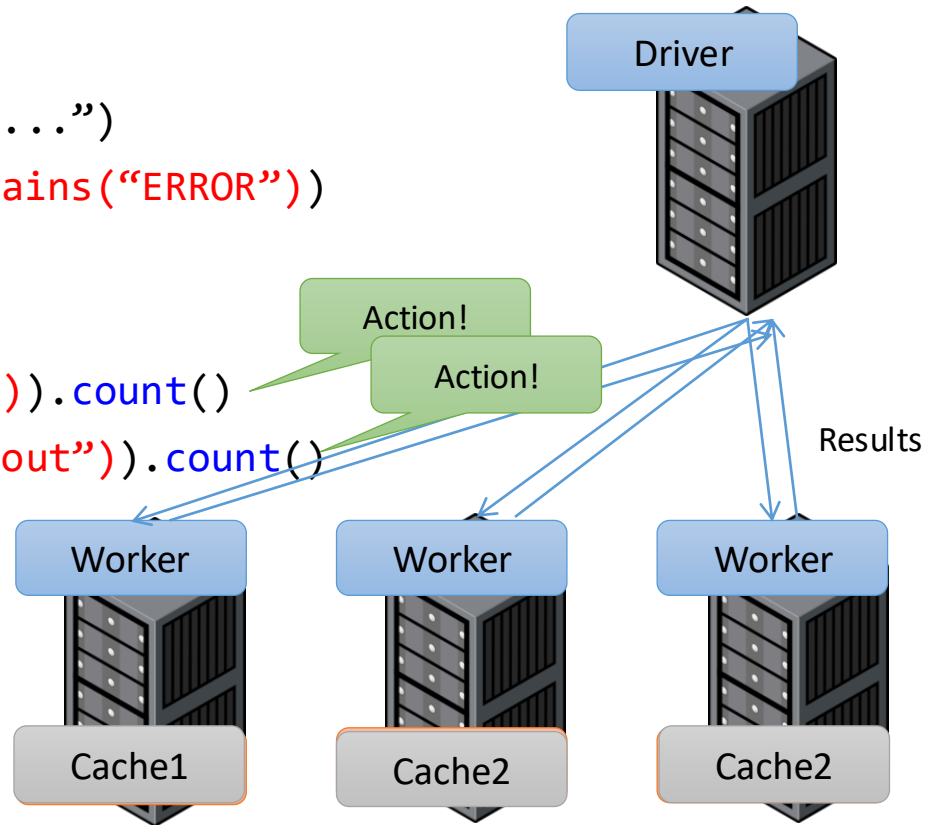 Driver
...”)
ains(“ERROR”))
Action!
Action!
)).count()
out”)).count()
Results
Worker Worker Worker
Cache1 Cache2 Cache2